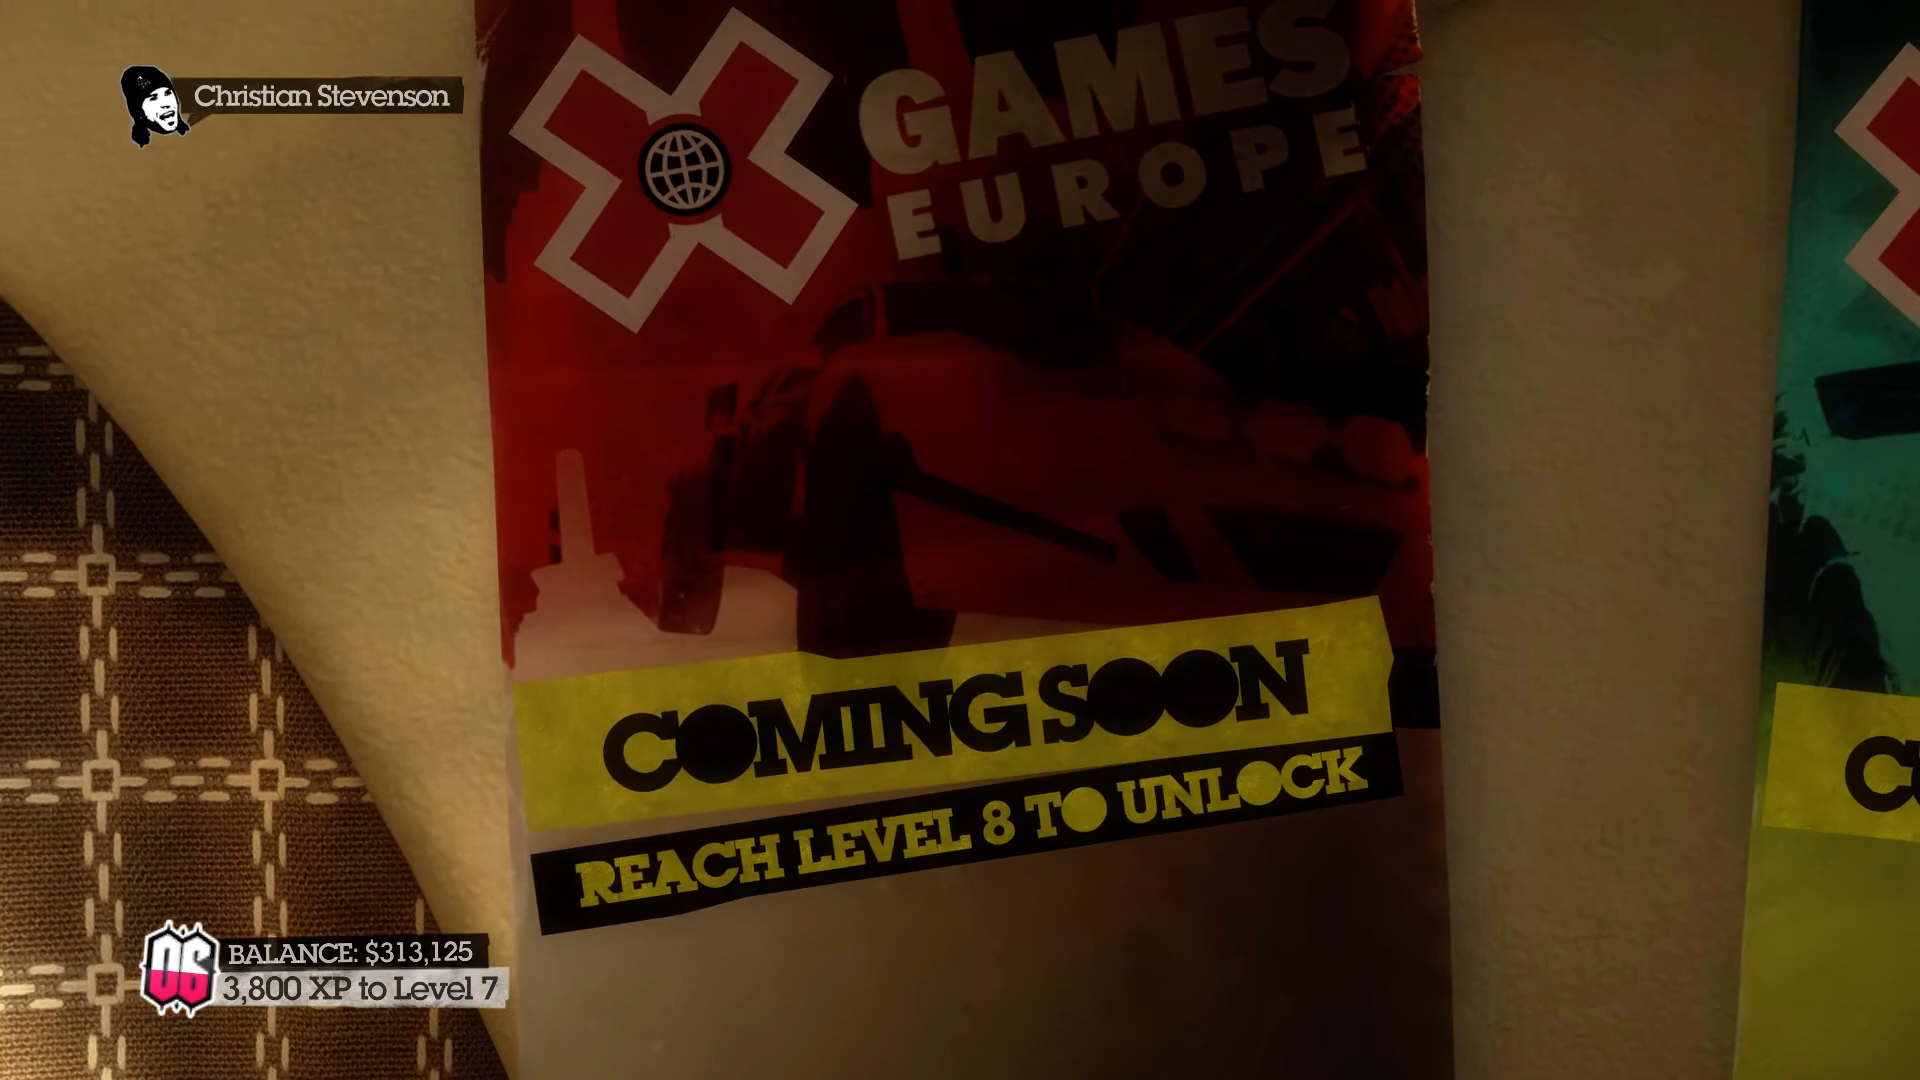 Christian Stevenson
GAMES
EUROPE
COMING SOON
REACH LEVEL 8 TO UNLOCK
06
BALANCE: $313,125
3,800 XP to Level 7